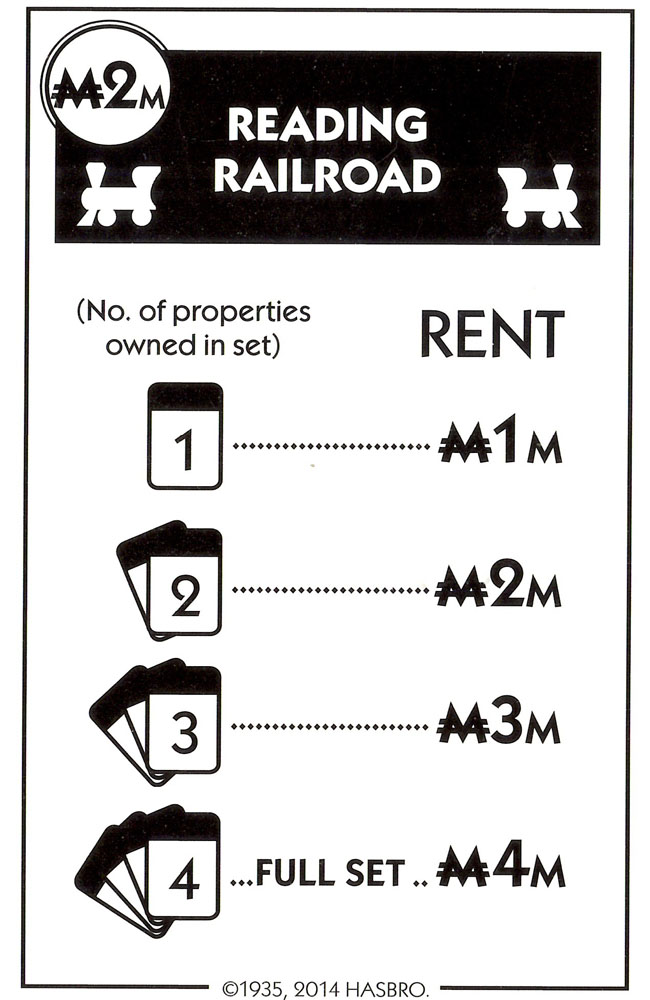 ₩2M
READING
RAILROAD
(No. of properties
owned in set)
RENT
1 ..................... ₩1M
2 ..................... ₩2M
3 ..................... ₩3M
4 ...FULL SET .. ₩4M
©1935, 2014 HASBRO.